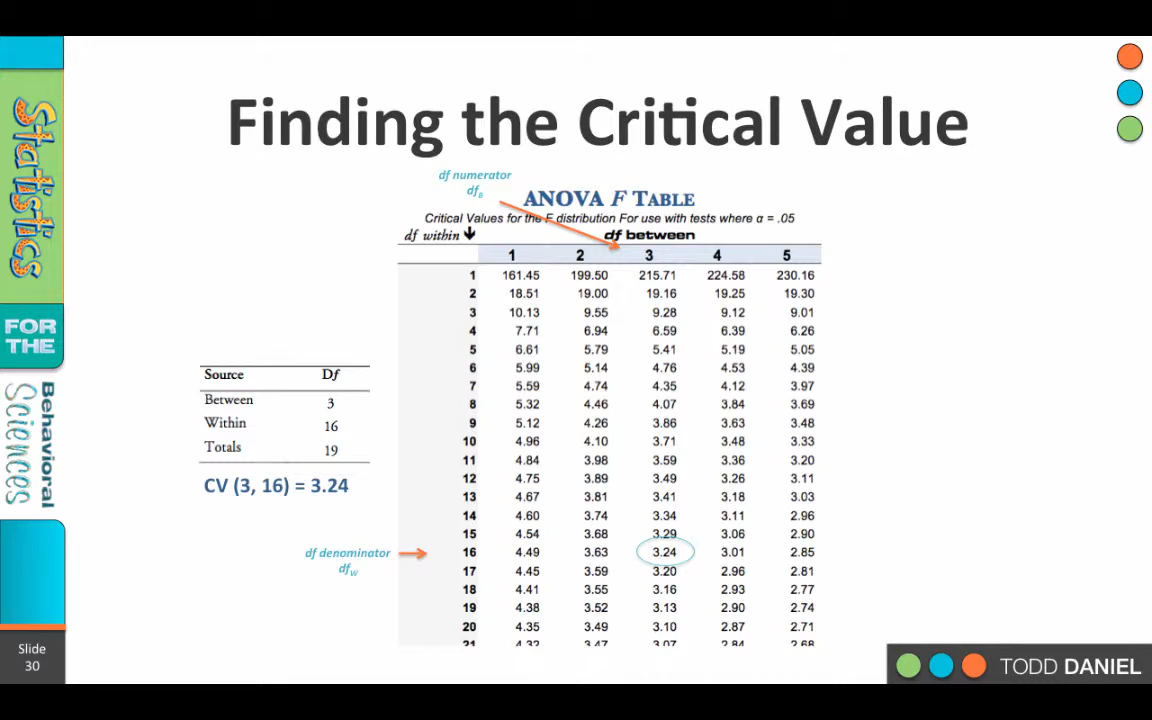 Statistics
FOR
THE
Behavioral
Sciences
Slide
30
Finding the Critical Value
df numerator
dfB
ANOVA F TABLE
Critical Values for the F distribution For use with tests where α = .05
df within df between
1 2 3 4 5
1 161.45 199.50 215.71 224.58 230.16
2 18.51 19.00 19.16 19.25 19.30
3 10.13 9.55 9.28 9.12 9.01
4 7.71 6.94 6.59 6.39 6.26
5 6.61 5.79 5.41 5.19 5.05
6 5.99 5.14 4.76 4.53 4.39
7 5.59 4.74 4.35 4.12 3.97
8 5.32 4.46 4.07 3.84 3.69
9 5.12 4.26 3.86 3.63 3.48
10 4.96 4.10 3.71 3.48 3.33
11 4.84 3.98 3.59 3.36 3.20
12 4.75 3.89 3.49 3.26 3.11
13 4.67 3.81 3.41 3.18 3.03
14 4.60 3.74 3.34 3.11 2.96
15 4.54 3.68 3.29 3.06 2.90
16 4.49 3.63 3.24 3.01 2.85
17 4.45 3.59 3.20 2.96 2.81
18 4.41 3.55 3.16 2.93 2.77
19 4.38 3.52 3.13 2.90 2.74
20 4.35 3.49 3.10 2.87 2.71
21 4.32 3.47 3.07 2.84 2.68
Source Df
Between 3
Within 16
Totals 19
CV (3, 16) = 3.24
df denominator
dfW
TODD DANIEL